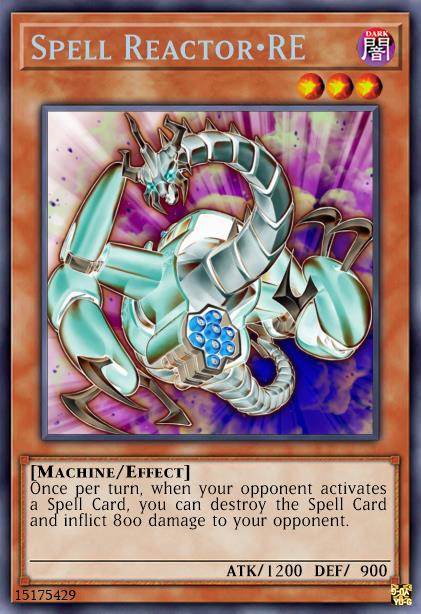 Spell Reactor•RE
DARK
闇
[Machine/Effect]
Once per turn, when your opponent activates
a Spell Card, you can destroy the Spell Card
and inflict 800 damage to your opponent.
ATK/1200 DEF/ 900
15175429